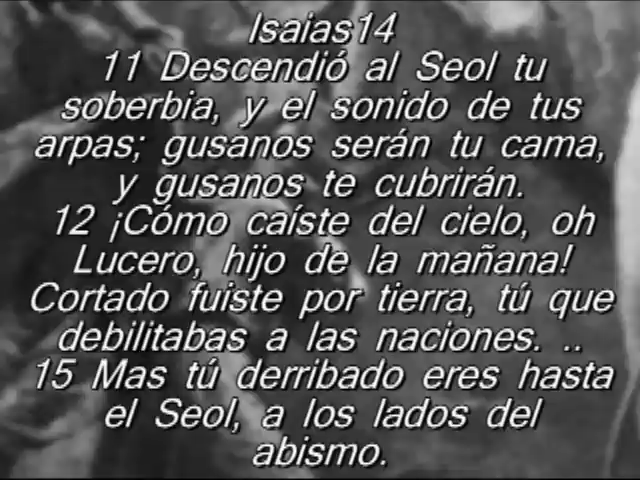 Isaias14
11 Descendió al Seol tu
soberbia, y el sonido de tus
arpas; gusanos serán tu cama,
y gusanos te cubrirán.
12 ¡Cómo caíste del cielo, oh
Lucero, hijo de la mañana!
Cortado fuiste por tierra, tú que
debilitabas a las naciones. ..
15 Mas tú derribado eres hasta
el Seol, a los lados del
abismo.